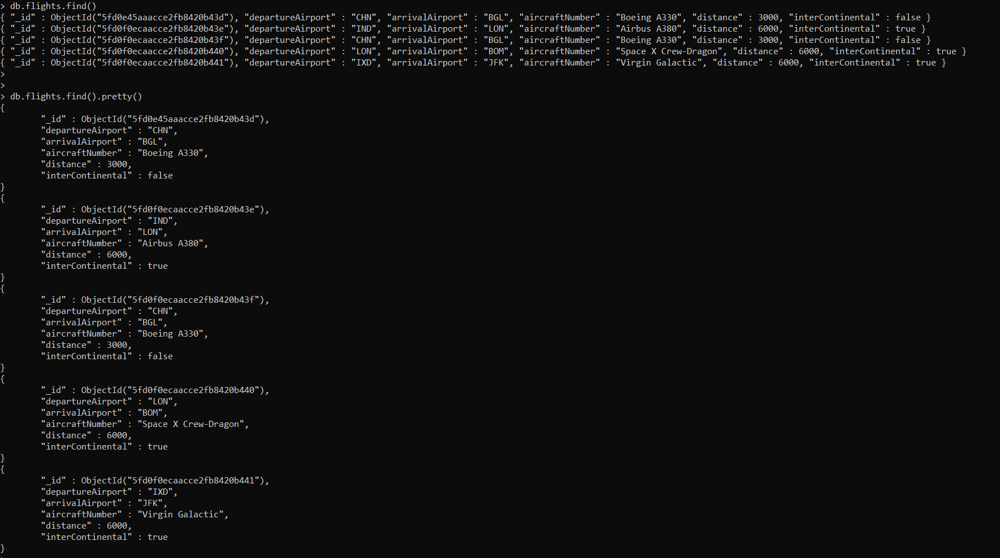 > db.flights.find()
{ "_id" : ObjectId("5fd0e45aaacce2fb8420b43d"), "departureAirport" : "CHN", "arrivalAirport" : "BGL", "aircraftNumber" : "Boeing A330", "distance" : 3000, "interContinental" : false }
{ "_id" : ObjectId("5fd0f0ecaacce2fb8420b43e"), "departureAirport" : "IND", "arrivalAirport" : "LON", "aircraftNumber" : "Airbus A380", "distance" : 6000, "interContinental" : true }
{ "_id" : ObjectId("5fd0f0ecaacce2fb8420b43f"), "departureAirport" : "CHN", "arrivalAirport" : "BGL", "aircraftNumber" : "Boeing A330", "distance" : 3000, "interContinental" : false }
{ "_id" : ObjectId("5fd0f0ecaacce2fb8420b440"), "departureAirport" : "LON", "arrivalAirport" : "BOM", "aircraftNumber" : "Space X Crew-Dragon", "distance" : 6000, "interContinental" : true }
{ "_id" : ObjectId("5fd0f0ecaacce2fb8420b441"), "departureAirport" : "IXD", "arrivalAirport" : "JFK", "aircraftNumber" : "Virgin Galactic", "distance" : 6000, "interContinental" : true }
>
>
> db.flights.find().pretty()
{
        "_id" : ObjectId("5fd0e45aaacce2fb8420b43d"),
        "departureAirport" : "CHN",
        "arrivalAirport" : "BGL",
        "aircraftNumber" : "Boeing A330",
        "distance" : 3000,
        "interContinental" : false
}
{
        "_id" : ObjectId("5fd0f0ecaacce2fb8420b43e"),
        "departureAirport" : "IND",
        "arrivalAirport" : "LON",
        "aircraftNumber" : "Airbus A380",
        "distance" : 6000,
        "interContinental" : true
}
{
        "_id" : ObjectId("5fd0f0ecaacce2fb8420b43f"),
        "departureAirport" : "CHN",
        "arrivalAirport" : "BGL",
        "aircraftNumber" : "Boeing A330",
        "distance" : 3000,
        "interContinental" : false
}
{
        "_id" : ObjectId("5fd0f0ecaacce2fb8420b440"),
        "departureAirport" : "LON",
        "arrivalAirport" : "BOM",
        "aircraftNumber" : "Space X Crew-Dragon",
        "distance" : 6000,
        "interContinental" : true
}
{
        "_id" : ObjectId("5fd0f0ecaacce2fb8420b441"),
        "departureAirport" : "IXD",
        "arrivalAirport" : "JFK",
        "aircraftNumber" : "Virgin Galactic",
        "distance" : 6000,
        "interContinental" : true
}